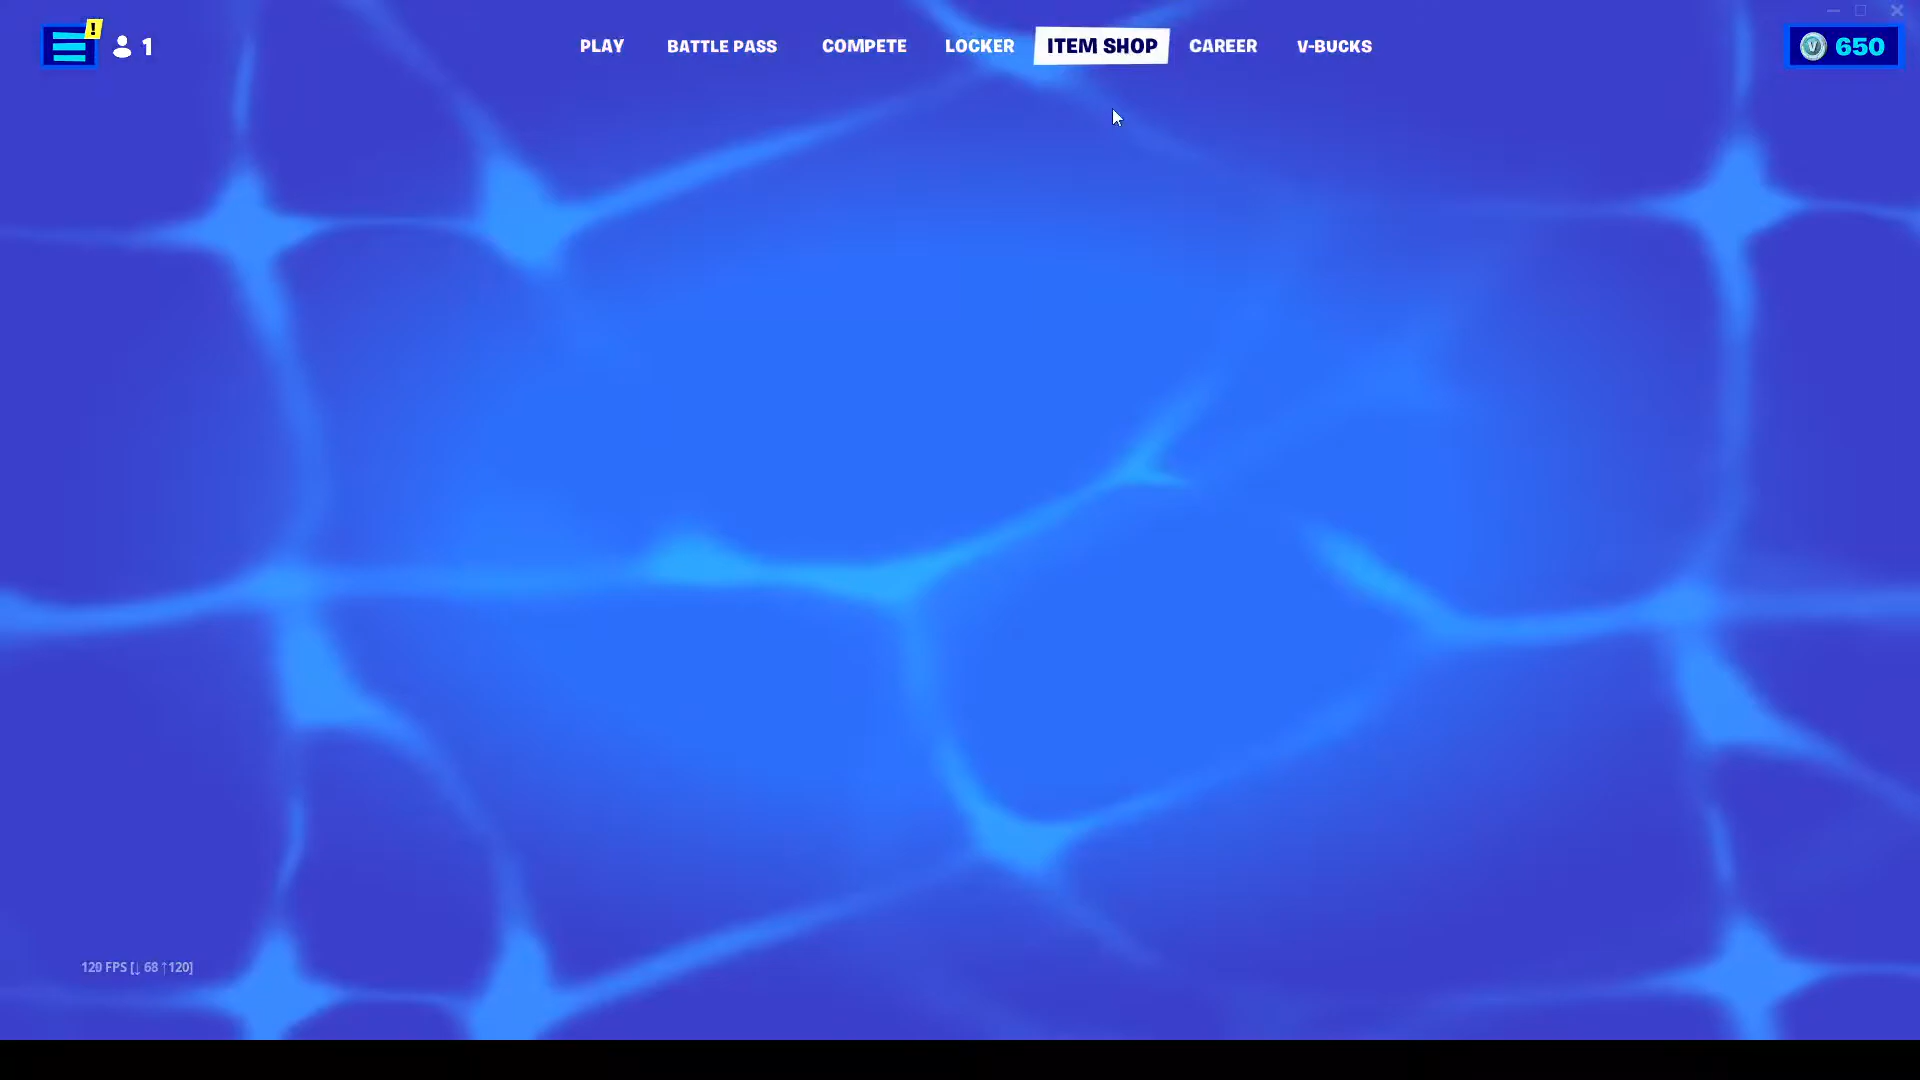 ! 1 PLAY BATTLE PASS COMPETE LOCKER ITEM SHOP CAREER V-BUCKS V 650
120 FPS [↓ 68 ↑120]